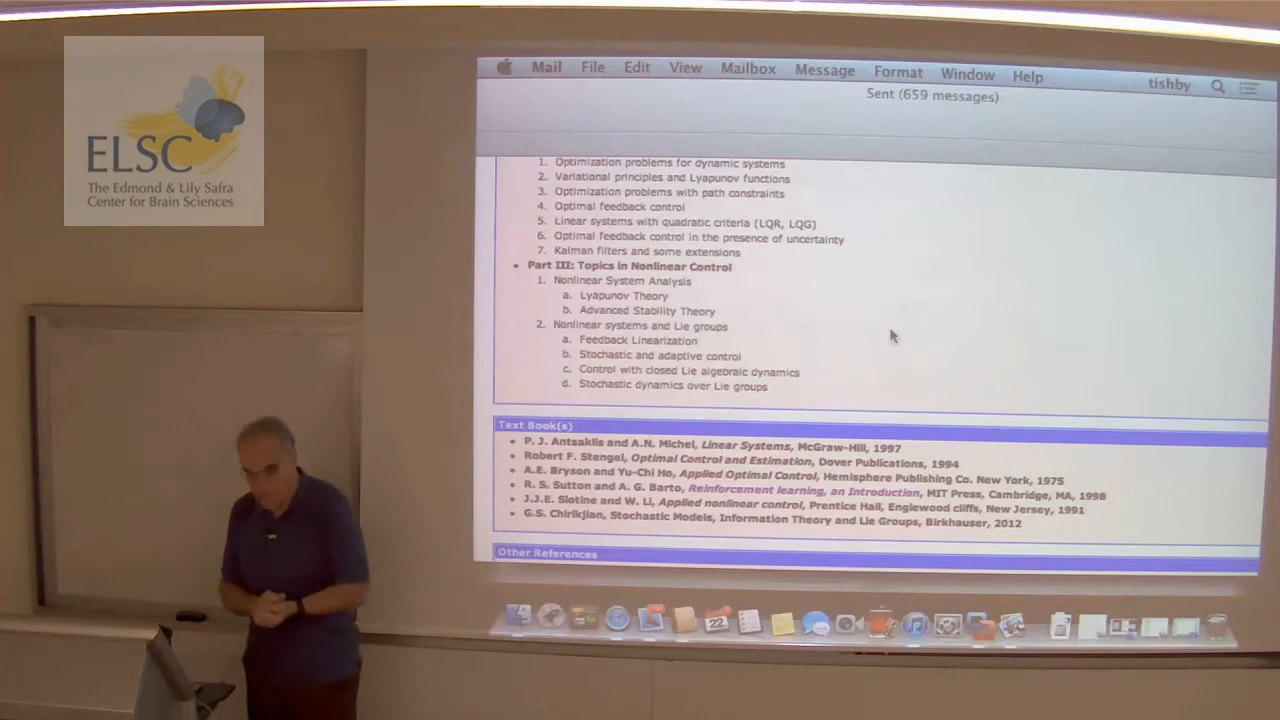 ELSC
The Edmond & Lily Safra
Center for Brain Sciences
Mail File Edit View Mailbox Message Format Window Help tishby
Sent (659 messages)
1. Optimization problems for dynamic systems
2. Variational principles and Lyapunov functions
3. Optimization problems with path constraints
4. Optimal feedback control
5. Linear systems with quadratic criteria (LQR, LQG)
6. Optimal feedback control in the presence of uncertainty
7. Kalman filters and some extensions
• Part III: Topics in Nonlinear Control
1. Nonlinear System Analysis
a. Lyapunov Theory
b. Advanced Stability Theory
2. Nonlinear systems and Lie groups
a. Feedback Linearization
b. Stochastic and adaptive control
c. Control with closed Lie algebraic dynamics
d. Stochastic dynamics over Lie groups
Text Book(s)
• P. J. Antsaklis and A.N. Michel, Linear Systems, McGraw-Hill, 1997
• Robert F. Stengel, Optimal Control and Estimation, Dover Publications, 1994
• A.E. Bryson and Yu-Chi Ho, Applied Optimal Control, Hemisphere Publishing Co. New York, 1975
• R. S. Sutton and A. G. Barto, Reinforcement learning, an Introduction, MIT Press, Cambridge, MA, 1998
• J.J.E. Slotine and W. Li, Applied nonlinear control, Prentice Hall, Englewood cliffs, New Jersey, 1991
• G.S. Chirikjian, Stochastic Models, Information Theory and Lie Groups, Birkhauser, 2012
Other References
22